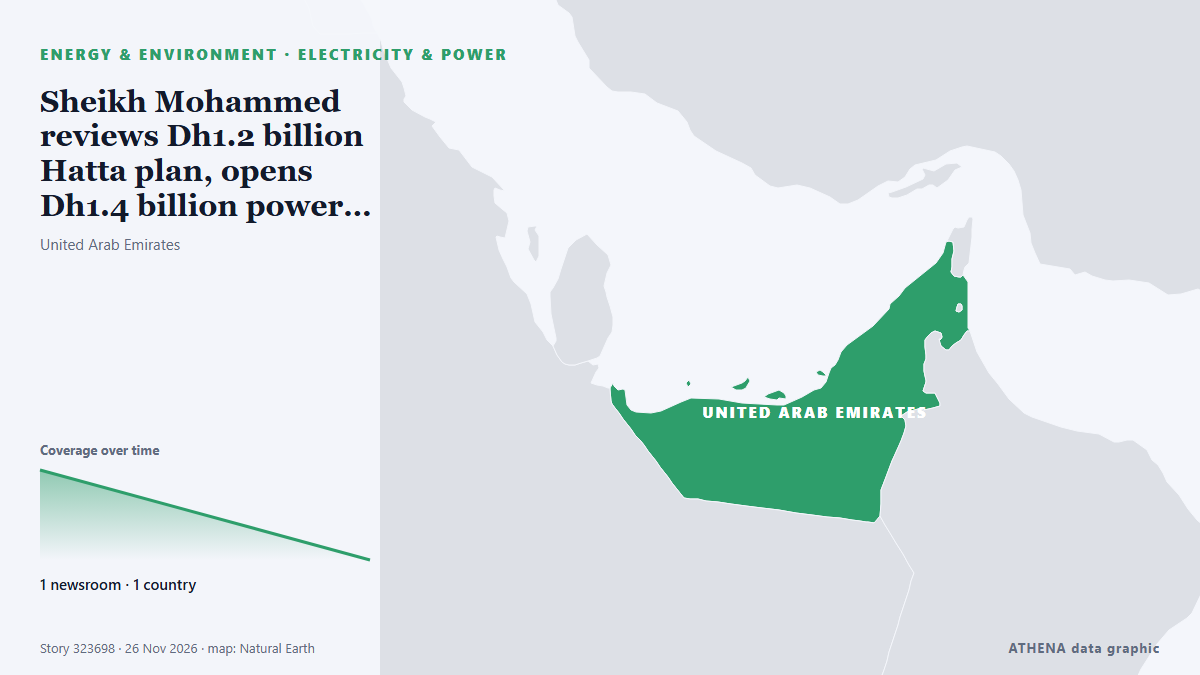 ENERGY & ENVIRONMENT · ELECTRICITY & POWER
Sheikh Mohammed
reviews Dh1.2 billion
Hatta plan, opens
Dh1.4 billion power...
United Arab Emirates
UNITED ARAB EMIRATES
Coverage over time
1 newsroom · 1 country
Story 323698 · 26 Nov 2026 · map: Natural Earth
ATHENA data graphic